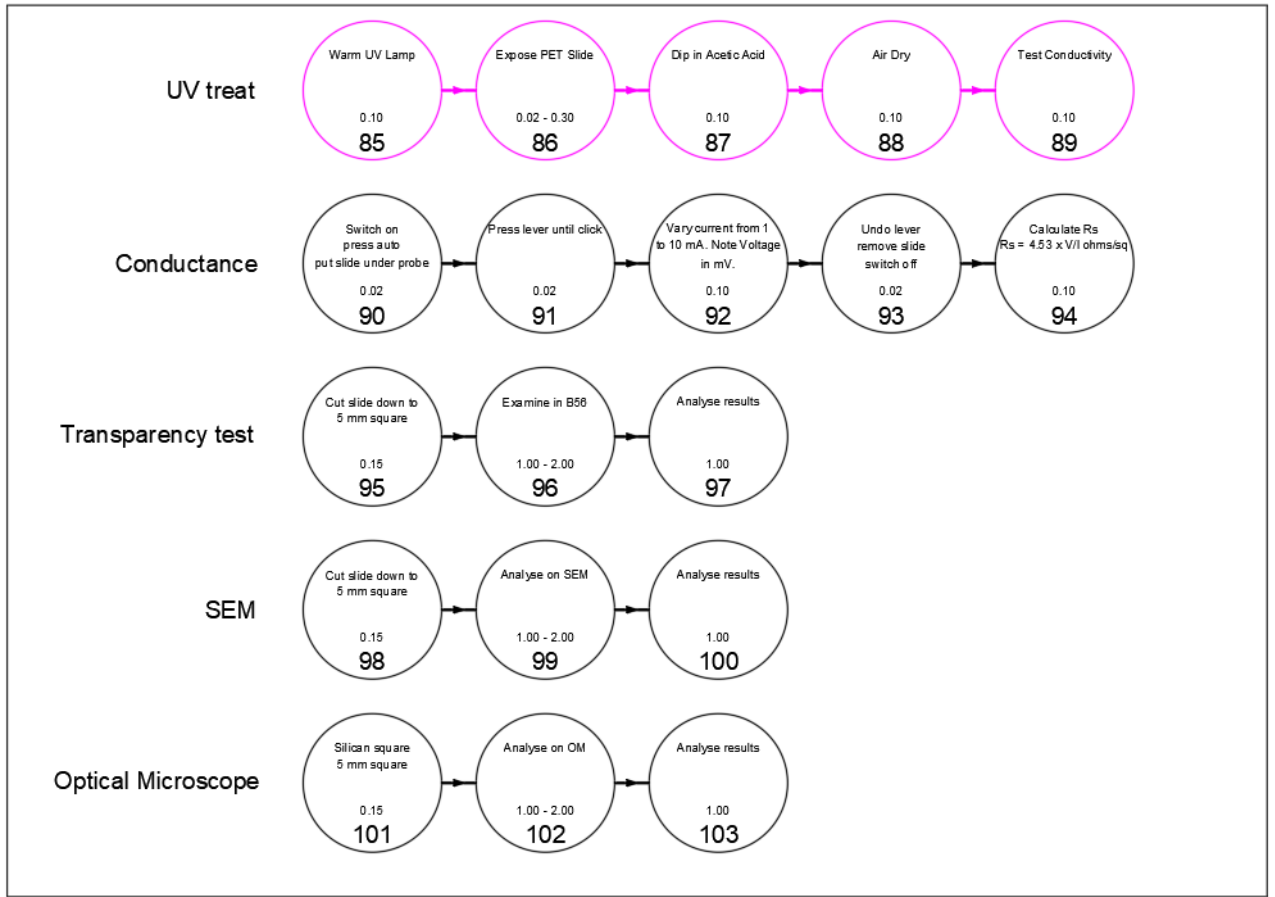 UV treat
Warm UV Lamp
0.10
85
Expose PET Slide
0.02 - 0.30
86
Dip in Acetic Acid
0.10
87
Air Dry
0.10
88
Test Conductivity
0.10
89
Conductance
Switch on
press auto
put slide under probe
0.02
90
Press lever until click
0.02
91
Vary current from 1
to 10 mA. Note Voltage
in mV.
0.10
92
Undo lever
remove slide
switch off
0.02
93
Calculate Rs
Rs = 4.53 x V/I ohms/sq
0.10
94
Transparency test
Cut slide down to
5 mm square
0.15
95
Examine in B56
1.00 - 2.00
96
Analyse results
1.00
97
SEM
Cut slide down to
5 mm square
0.15
98
Analyse on SEM
1.00 - 2.00
99
Analyse results
1.00
100
Optical Microscope
Silican square
5 mm square
0.15
101
Analyse on OM
1.00 - 2.00
102
Analyse results
1.00
103